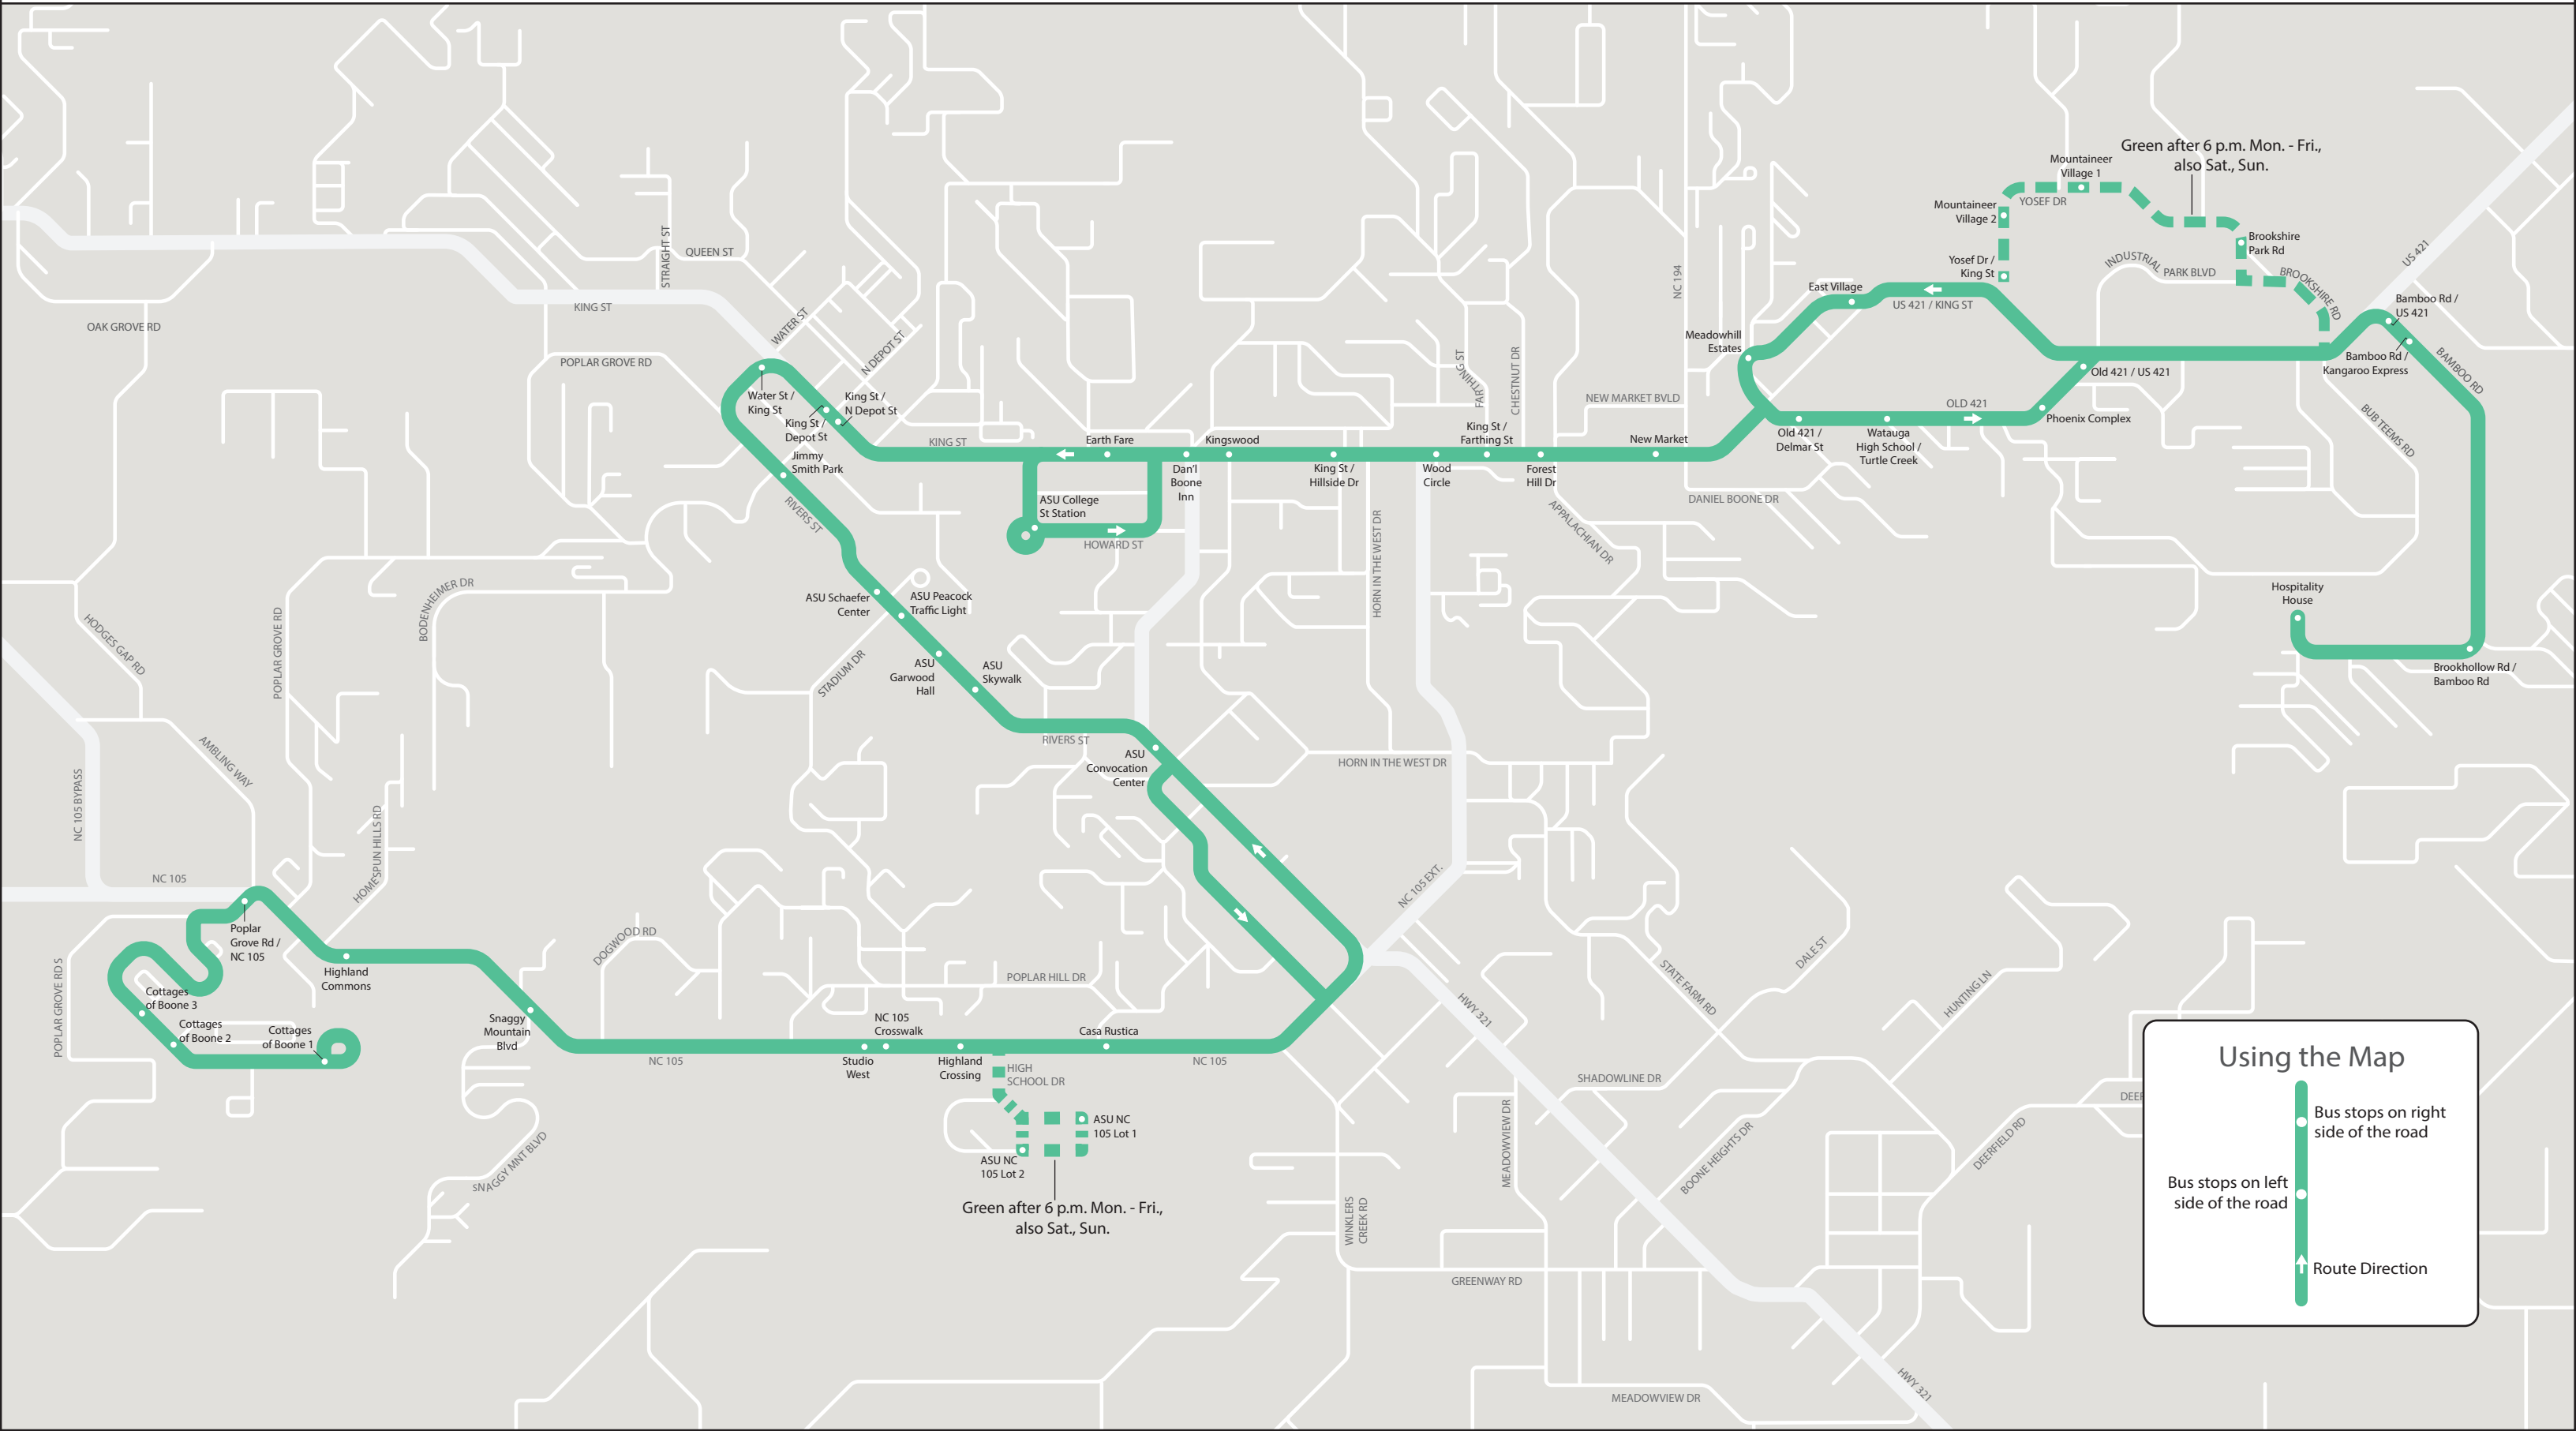 Green after 6 p.m. Mon. - Fri.,
also Sat., Sun.
Mountaineer
Village 1
YOSEF DR
Mountaineer
Village 2
Yosef Dr /
King St
Brookshire
Park Rd
INDUSTRIAL
PARK BLVD
BROOKSHIRE RD
US 421
Bamboo Rd /
US 421
Bamboo Rd /
Kangaroo Express
BAMBOO RD
BUB TEEMS RD
East Village
US 421 / KING ST
Meadowhill
Estates
Old 421 / US 421
OLD 421
Phoenix Complex
Old 421 /
Delmar St
Watauga
High School /
Turtle Creek
NC 194
NEW MARKET BVLD
New Market
DANIEL BOONE DR
Hospitality
House
Brookhollow Rd /
Bamboo Rd
STRAIGHT ST
QUEEN ST
KING ST
OAK GROVE RD
POPLAR GROVE RD
WATER ST
N DEPOT ST
Water St /
King St
King St /
N Depot St
King St /
Depot St
Jimmy
Smith Park
RIVERS ST
KING ST
Earth Fare
Kingswood
Dan'l
Boone
Inn
King St /
Hillside Dr
Wood
Circle
King St /
Farthing St
FARTHING ST
CHESTNUT DR
Forest
Hill Dr
APPALACHIAN DR
HORN IN THE WEST DR
ASU College
St Station
HOWARD ST
ASU Schaefer
Center
ASU Peacock
Traffic Light
STADIUM DR
ASU
Garwood
Hall
ASU
Skywalk
RIVERS ST
ASU
Convocation
Center
HORN IN THE WEST DR
NC 105 EXT.
HODGES GAP RD
POPLAR GROVE RD
BODENHEIMER DR
AMBLING WAY
NC 105 BYPASS
NC 105
HOMESPUN HILLS RD
Poplar
Grove Rd /
NC 105
Highland
Commons
POPLAR GROVE RD S
Cottages
of Boone 3
Cottages
of Boone 2
Cottages
of Boone 1
Snaggy
Mountain
Blvd
SNAGGY MNT BLVD
DOGWOOD RD
POPLAR HILL DR
NC 105
Studio
West
NC 105
Crosswalk
Highland
Crossing
Casa Rustica
NC 105
HIGH
SCHOOL DR
ASU NC
105 Lot 1
ASU NC
105 Lot 2
Green after 6 p.m. Mon. - Fri.,
also Sat., Sun.
HWY 321
STATE FARM RD
DALE ST
HUNTING LN
SHADOWLINE DR
MEADOWVIEW DR
BOONE HEIGHTS DR
DEERFIELD RD
DEER
WINKLERS
CREEK RD
GREENWAY RD
MEADOWVIEW DR
HWY 321
Using the Map
Bus stops on right
side of the road
Bus stops on left
side of the road
Route Direction